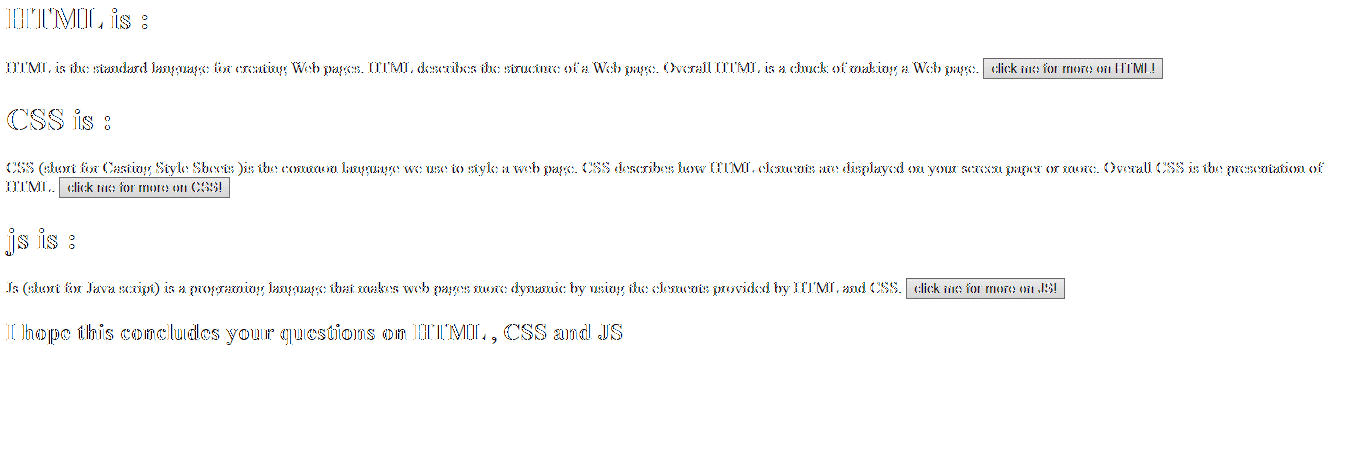 HTML is :
HTML is the standard language for creating Web pages. HTML describes the structure of a Web page. Overall HTML is a chuck of making a Web page. click me for more on HTML!
CSS is :
CSS (short for Casting Style Sheets )is the common language we use to style a web page. CSS describes how HTML elements are displayed on your screen paper or more. Overall CSS is the presentation of
HTML. click me for more on CSS!
js is :
Js (short for Java script) is a programing language that makes web pages more dynamic by using the elements provided by HTML and CSS. click me for more on JS!
I hope this concludes your questions on HTML , CSS and JS